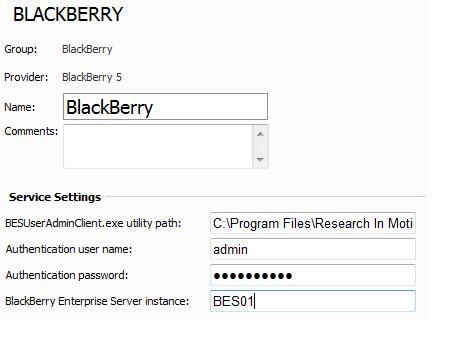 BLACKBERRY
Group: BlackBerry
Provider: BlackBerry 5
Name: BlackBerry
Comments:
Service Settings
BESUserAdminClient.exe utility path: C:\Program Files\Research In Moti
Authentication user name: admin
Authentication password: ●●●●●●●●●●
BlackBerry Enterprise Server instance: BES01